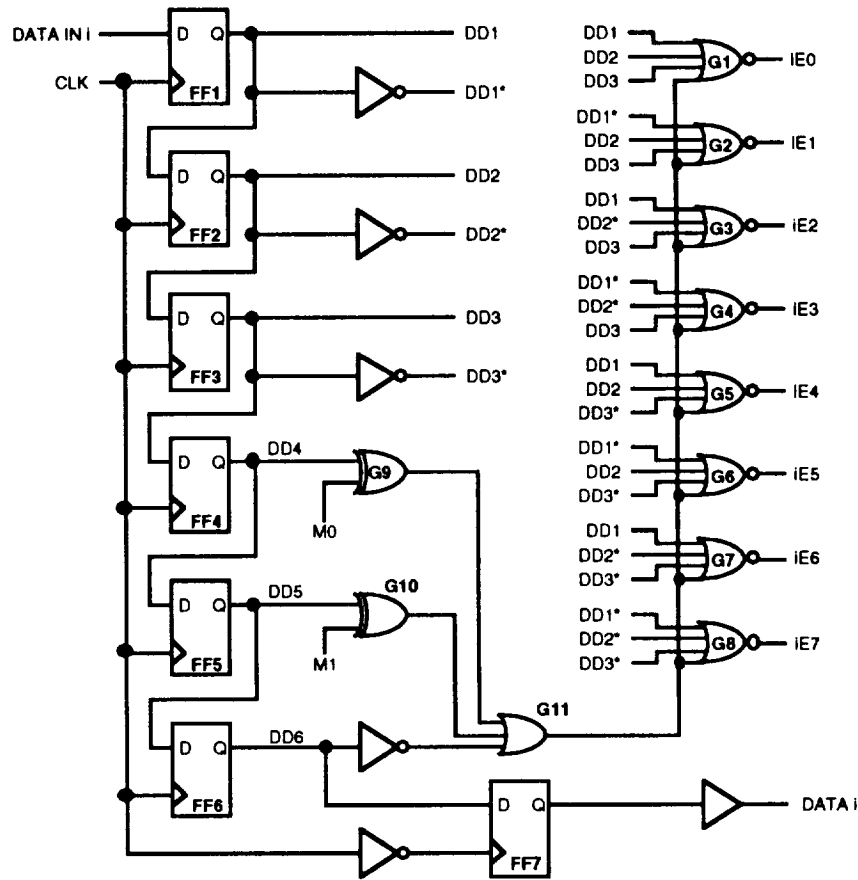 DATA IN i
D Q
FF1
CLK
DD1
DD1*
D Q
FF2
DD2
DD2*
D Q
FF3
DD3
DD3*
D Q
FF4
DD4
G9
M0
D Q
FF5
DD5
G10
M1
D Q
FF6
DD6
G11
D Q
FF7
DATA i
DD1
DD2
DD3
G1
IE0
DD1*
DD2
DD3
G2
IE1
DD1
DD2*
DD3
G3
iE2
DD1*
DD2*
DD3
G4
iE3
DD1
DD2
DD3*
G5
IE4
DD1*
DD2
DD3*
G6
iE5
DD1
DD2*
DD3*
G7
iE6
DD1*
DD2*
DD3*
G8
iE7